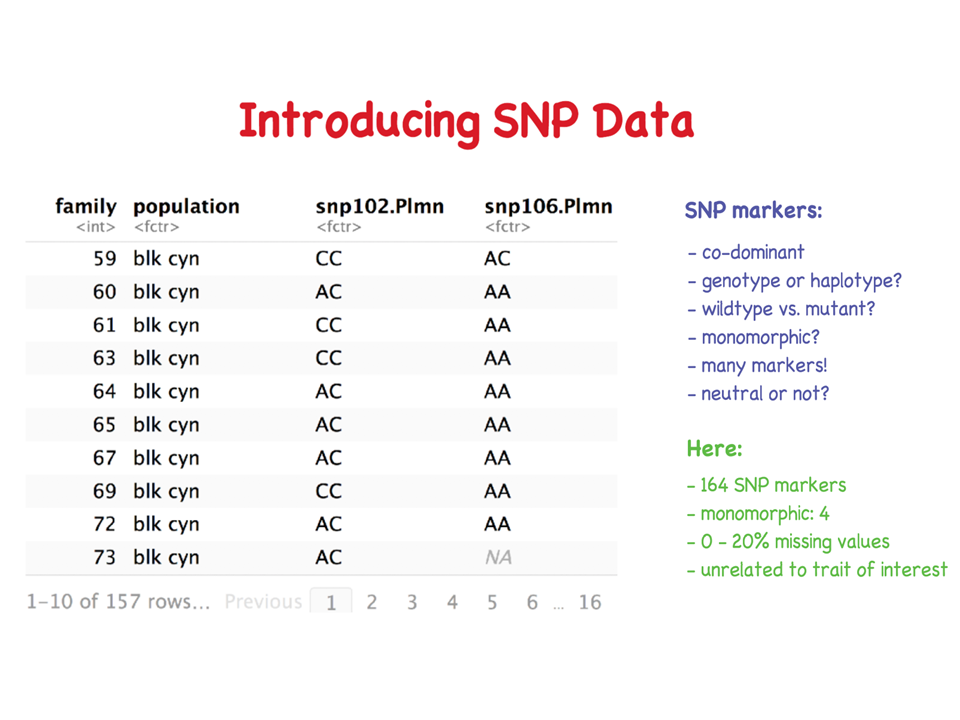 Introducing SNP Data
family population snp102.Plmn snp106.Plmn
<int> <fctr> <fctr> <fctr>
59 blk cyn CC AC
60 blk cyn AC AA
61 blk cyn CC AA
63 blk cyn CC AA
64 blk cyn AC AA
65 blk cyn AC AA
67 blk cyn AC AA
69 blk cyn CC AA
72 blk cyn AC AA
73 blk cyn AC NA
1-10 of 157 rows... Previous 1 2 3 4 5 6 ... 16
SNP markers:
- co-dominant
- genotype or haplotype?
- wildtype vs. mutant?
- monomorphic?
- many markers!
- neutral or not?
Here:
- 164 SNP markers
- monomorphic: 4
- 0 - 20% missing values
- unrelated to trait of interest